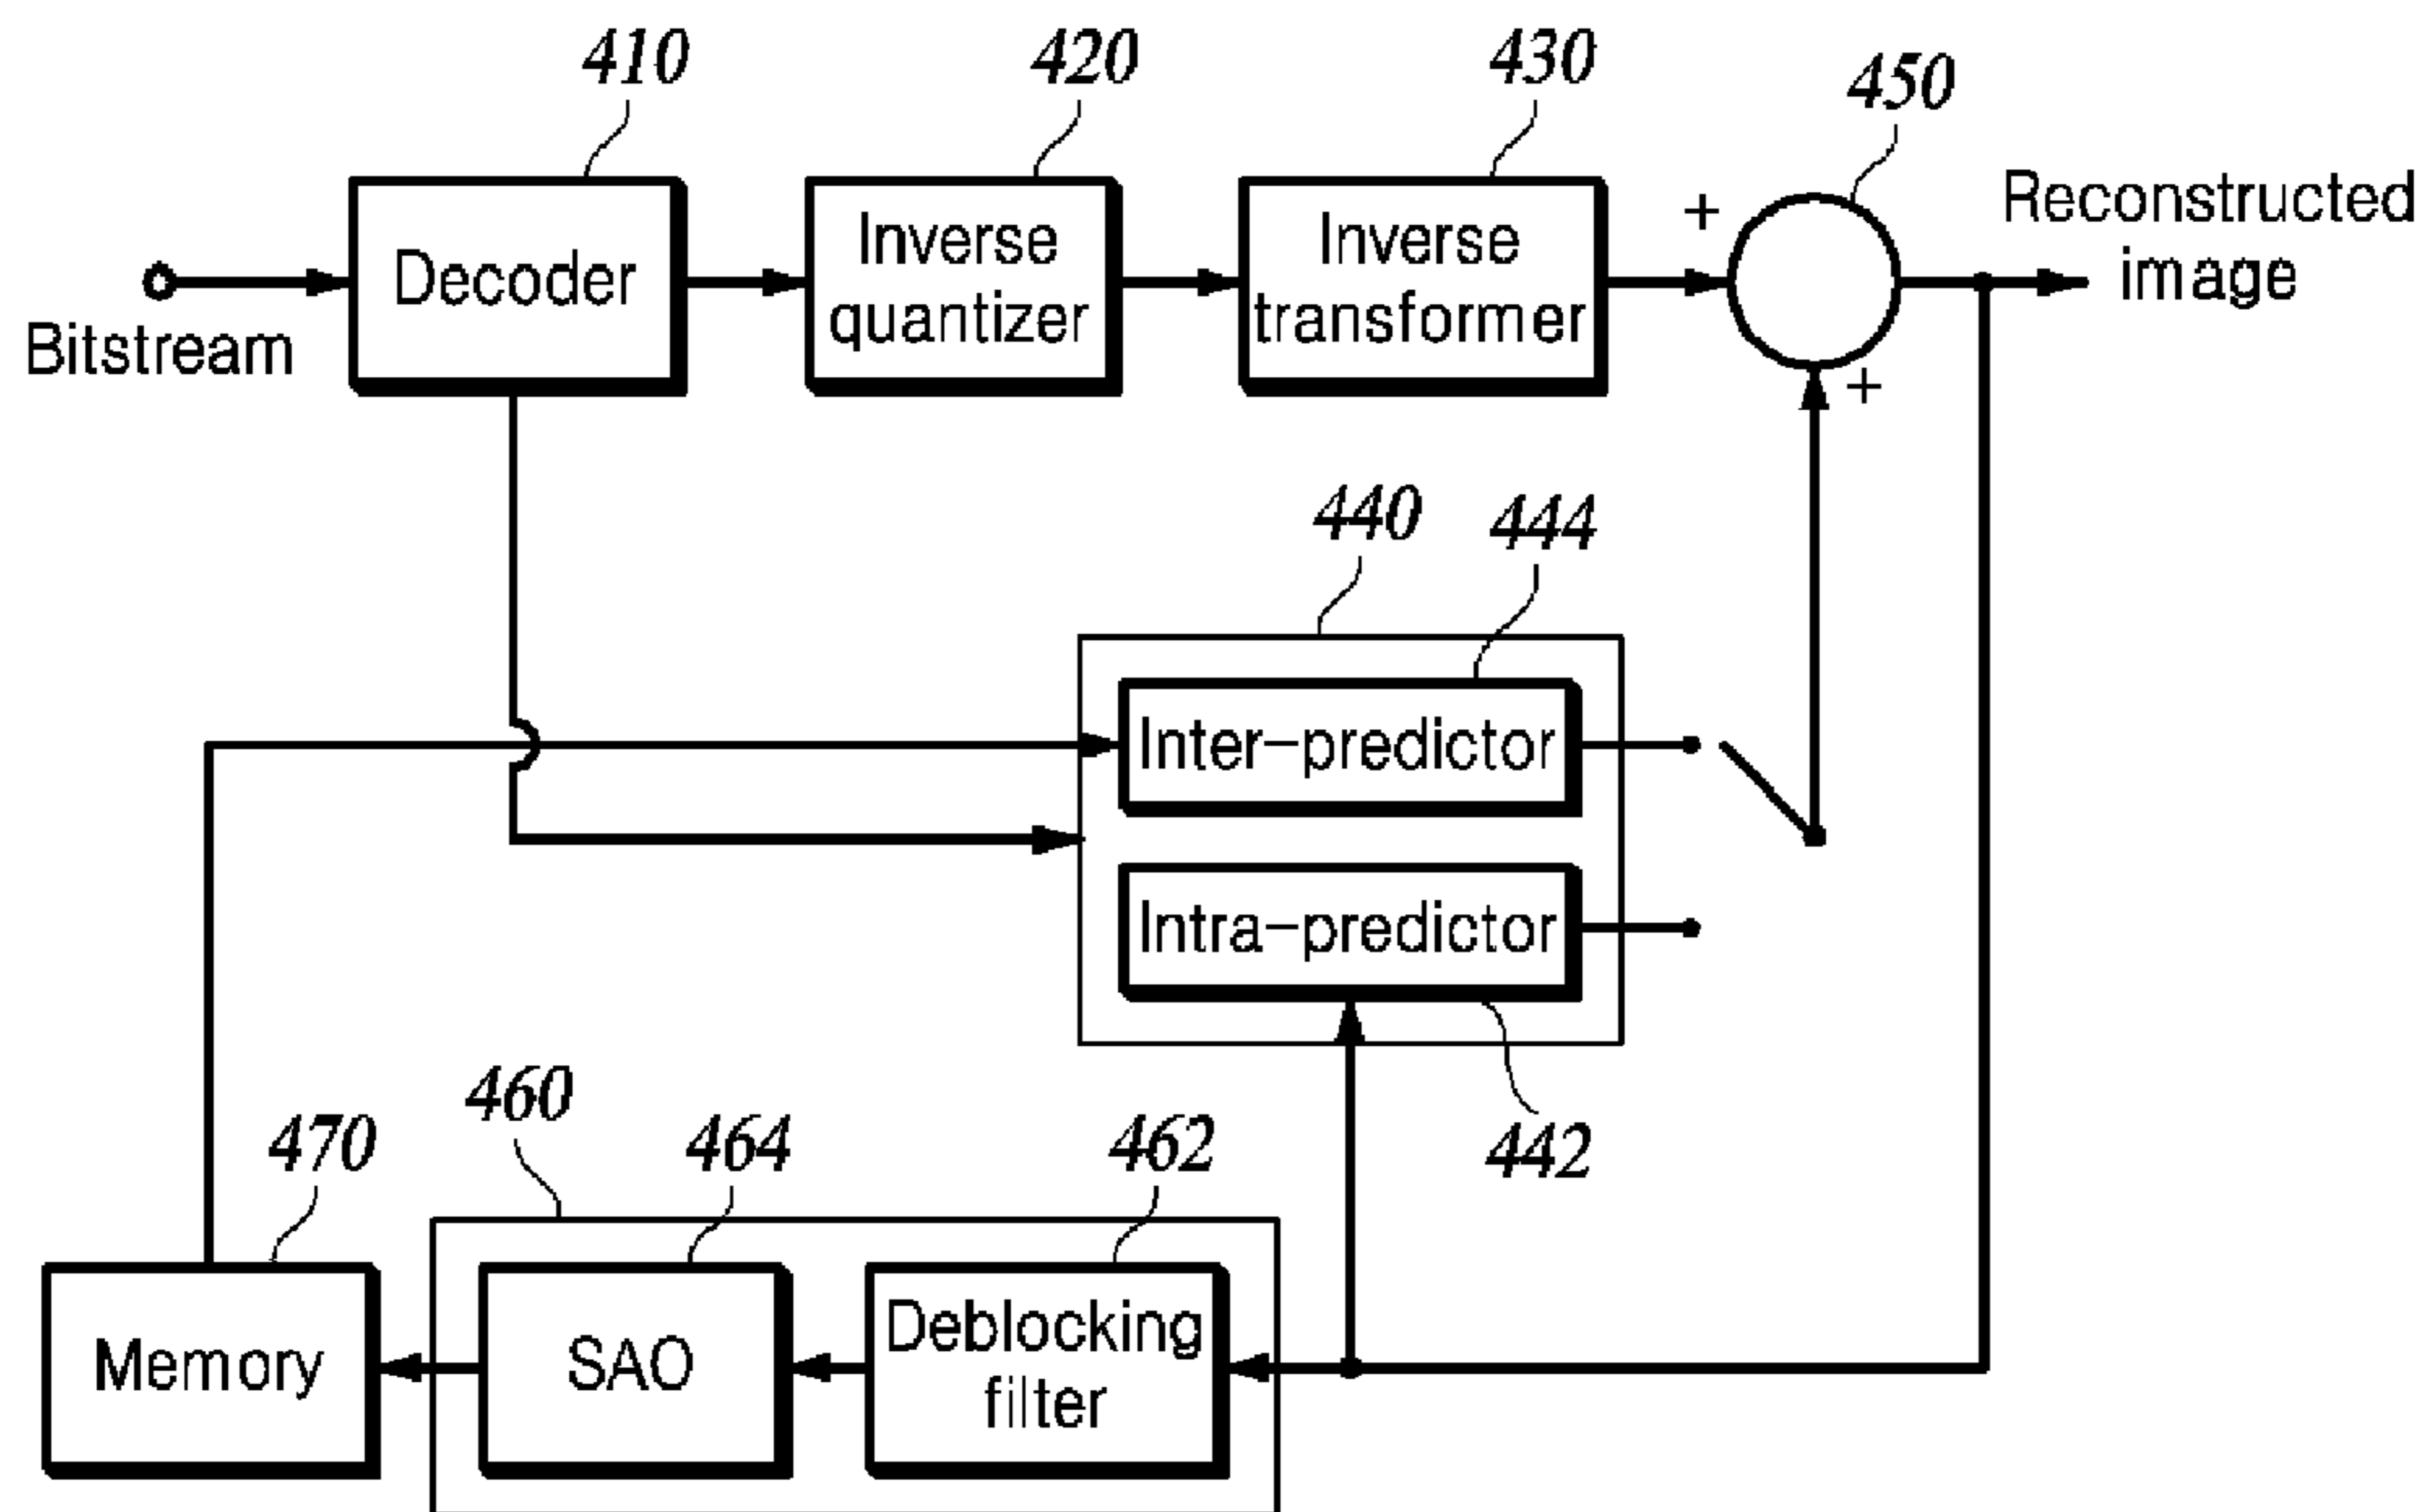 410
420
430
450
Decoder
Inverse
quantizer
Inverse
transformer
+
Reconstructed
image
Bitstream
+
440
444
Inter-predictor
Intra-predictor
442
460
470
464
462
Memory
SAO
Deblocking
filter